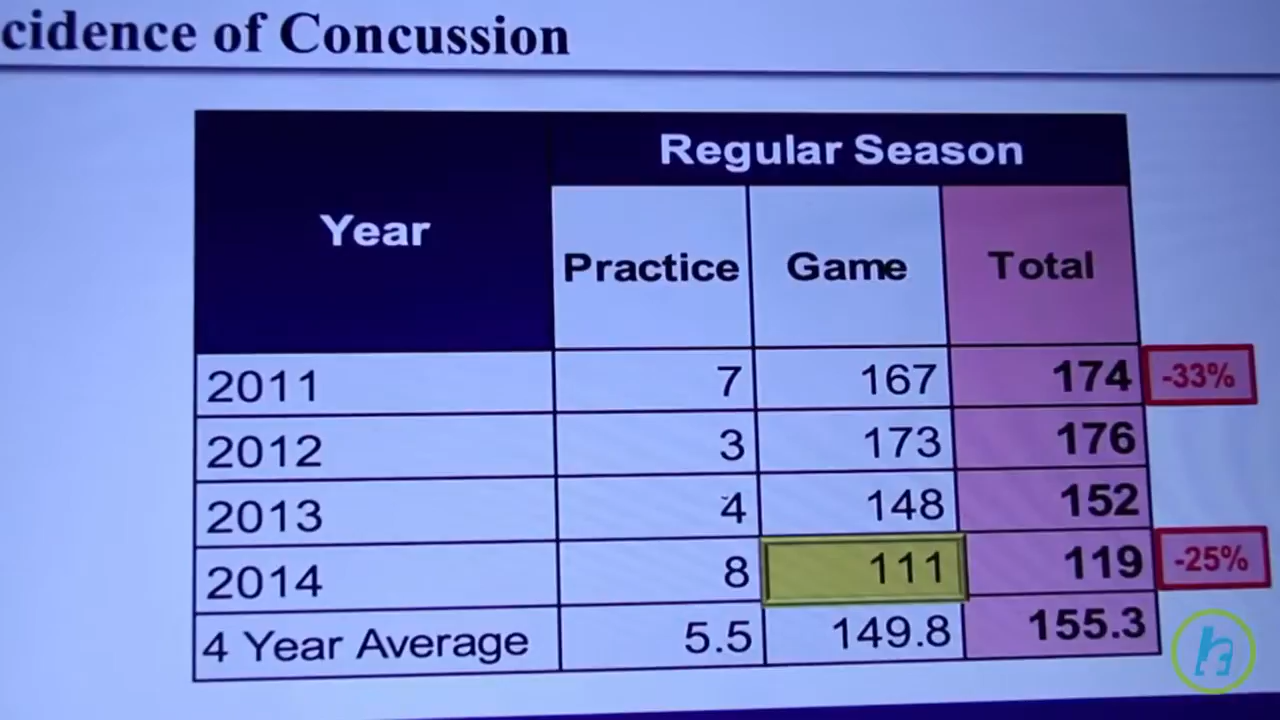 cidence of Concussion
Regular Season
Year
Practice Game Total
2011 7 167 174 -33%
2012 3 173 176
2013 4 148 152
2014 8 111 119 -25%
4 Year Average 5.5 149.8 155.3
h